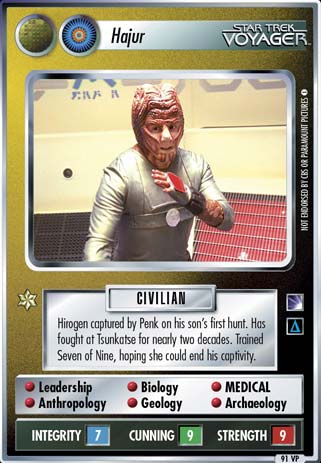 Hajur
STAR TREK
VOYAGER
NOT ENDORSED BY CBS OR PARAMOUNT PICTURES
CIVILIAN
Hirogen captured by Penk on his son's first hunt. Has
fought at Tsunkatse for nearly two decades. Trained
Seven of Nine, hoping she could end his captivity.
Leadership Biology MEDICAL
Anthropology Geology Archaeology
INTEGRITY 7 CUNNING 9 STRENGTH 9
91 VP